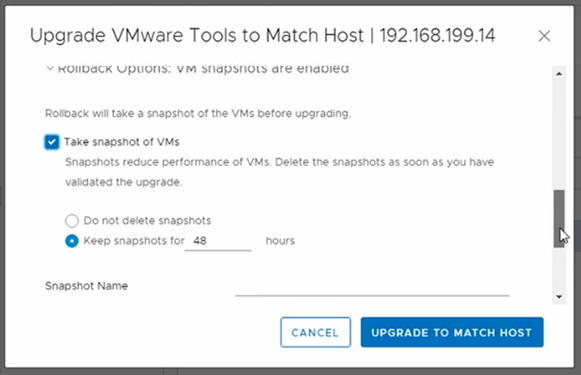 Upgrade VMware Tools to Match Host | 192.168.199.14
Rollback Options: VM snapshots are enabled
Rollback will take a snapshot of the VMs before upgrading.
Take snapshot of VMs
Snapshots reduce performance of VMs. Delete the snapshots as soon as you have
validated the upgrade.
Do not delete snapshots
Keep snapshots for 48 hours
Snapshot Name
CANCEL UPGRADE TO MATCH HOST